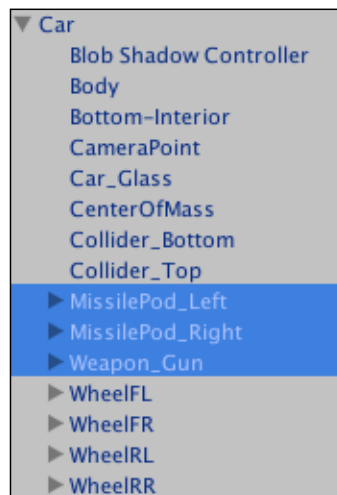 Car
Blob Shadow Controller
Body
Bottom-Interior
CameraPoint
Car_Glass
CenterOfMass
Collider_Bottom
Collider_Top
MissilePod_Left
MissilePod_Right
Weapon_Gun
WheelFL
WheelFR
WheelRL
WheelRR